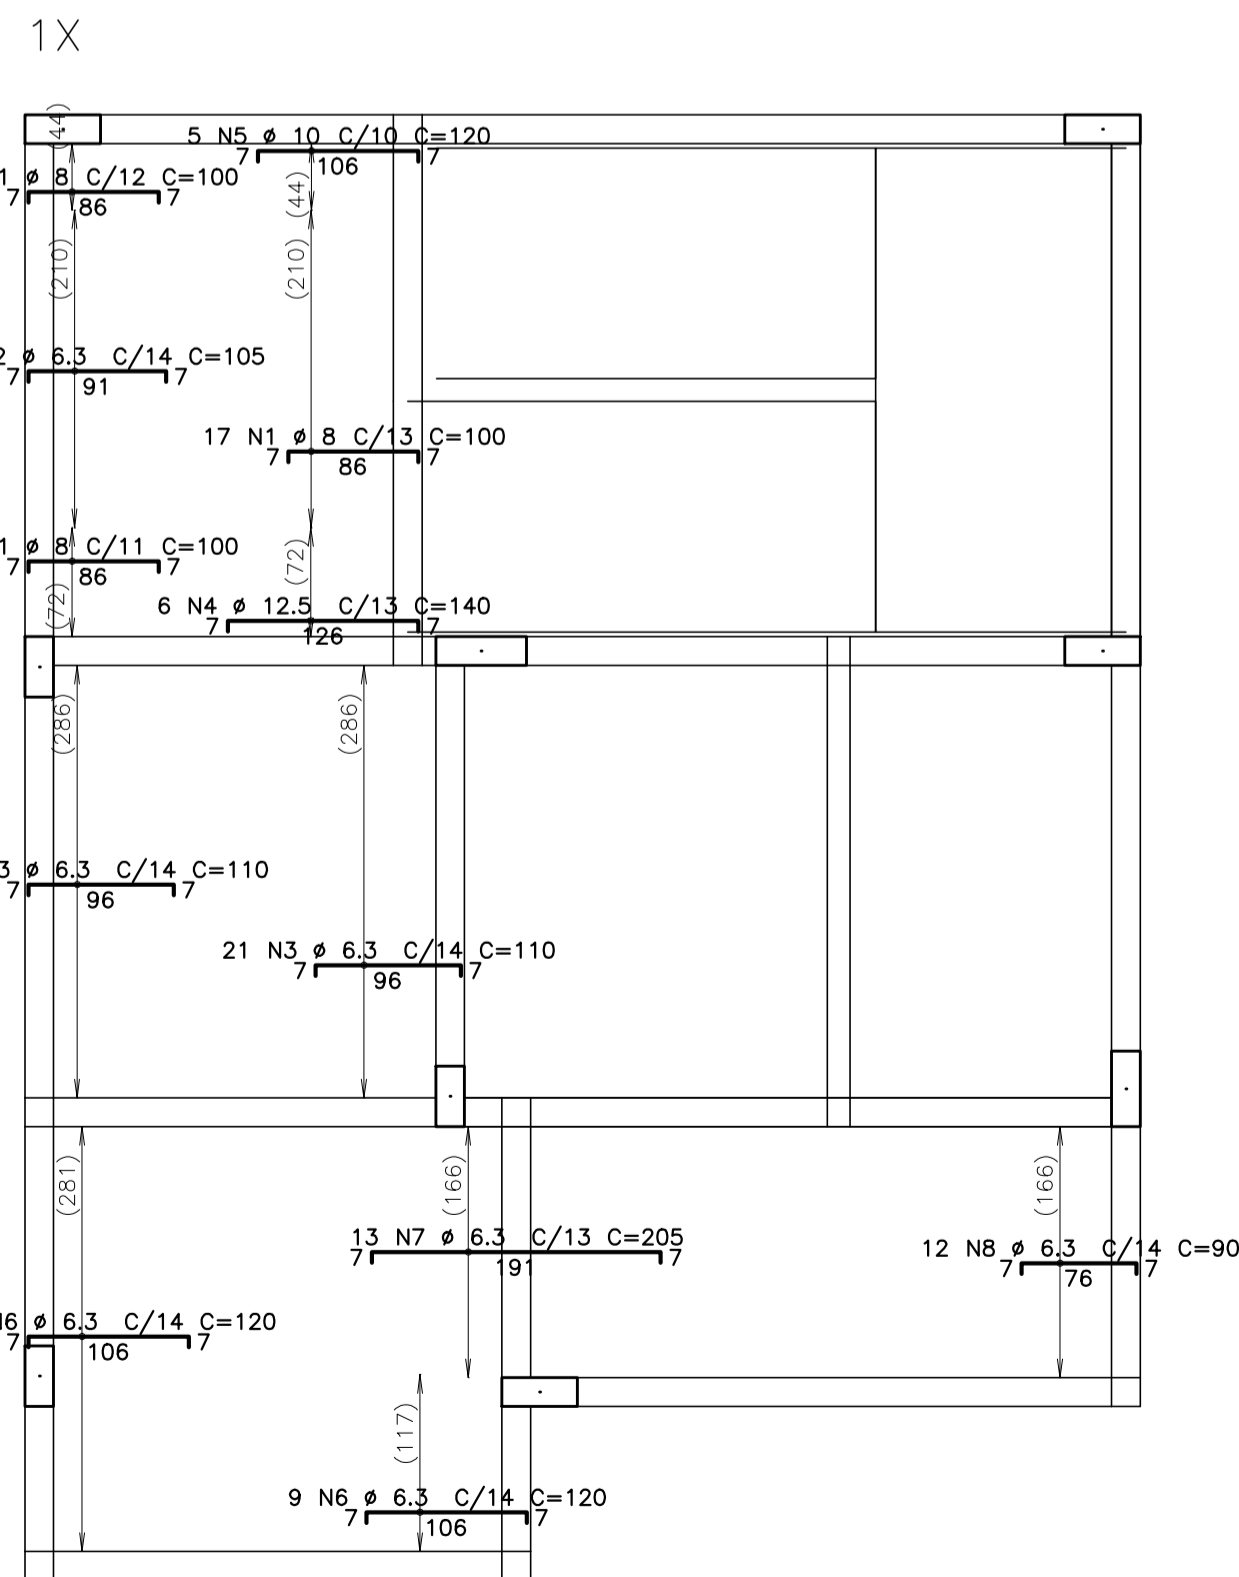 1X
(44)
5 N5 ø 10 C/10 C=120
7 106 7
1 ø 8 C/12 C=100
7 86 7
(44)
(210)
(210)
2 ø 6.3 C/14 C=105
7 91 7
17 N1 ø 8 C/13 C=100
7 86 7
1 ø 8 C/11 C=100
7 86 7
(72)
(72)
6 N4 ø 12.5 C/13 C=140
7 126 7
(286)
(286)
3 ø 6.3 C/14 C=110
7 96 7
21 N3 ø 6.3 C/14 C=110
7 96 7
(281)
(166)
(166)
13 N7 ø 6.3 C/13 C=205
7 191 7
12 N8 ø 6.3 C/14 C=90
7 76 7
N6 ø 6.3 C/14 C=120
7 106 7
(117)
9 N6 ø 6.3 C/14 C=120
7 106 7